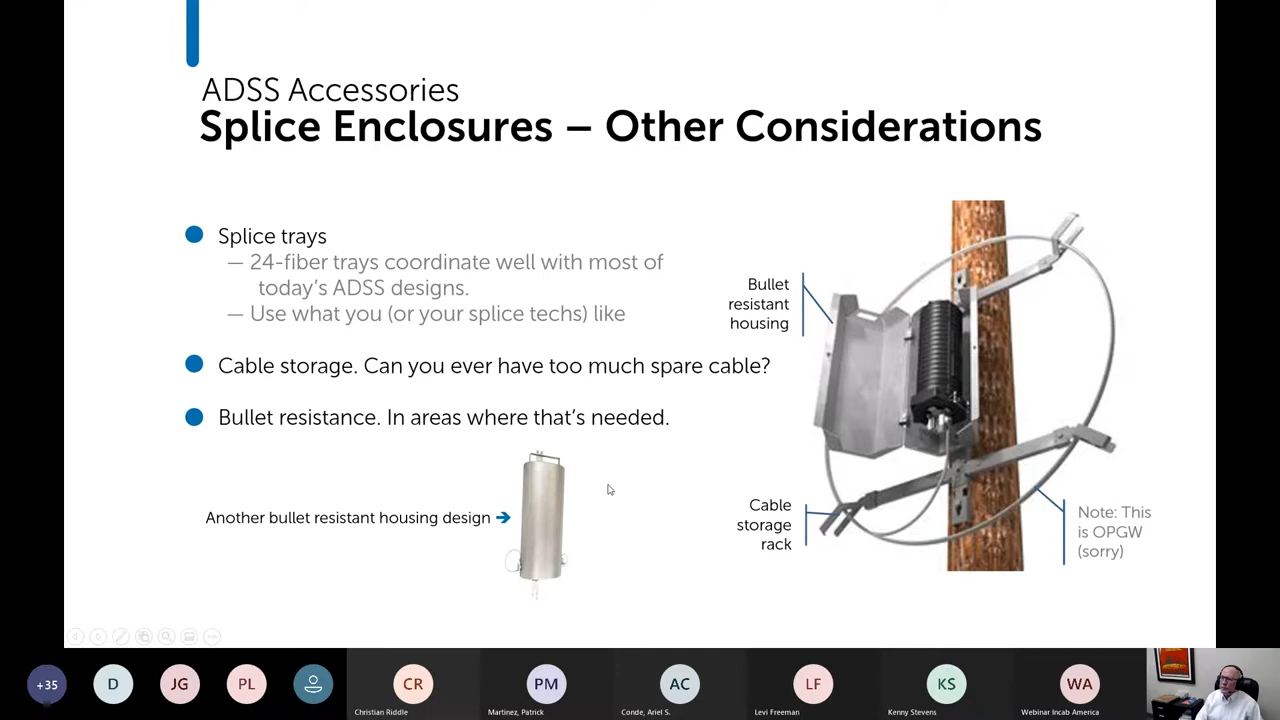 ADSS Accessories
Splice Enclosures – Other Considerations
Splice trays
— 24-fiber trays coordinate well with most of
today's ADSS designs.
— Use what you (or your splice techs) like
Cable storage. Can you ever have too much spare cable?
Bullet resistance. In areas where that's needed.
Another bullet resistant housing design
Bullet
resistant
housing
Cable
storage
rack
Note: This
is OPGW
(sorry)
+35
D
JG
PL
CR
PM
AC
LF
KS
WA
Christian Riddle
Martinez, Patrick
Conde, Ariel S.
Levi Freeman
Kenny Stevens
Webinar Incab America